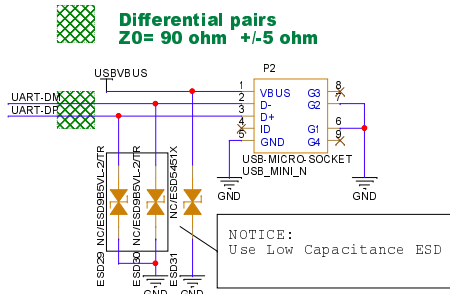 Differential pairs
Z0= 90 ohm +/-5 ohm
P2
USBVBUS
1 VBUS G3 8
UART-DM 2 D- G2 7
UART-DP 3 D+
4 ID G1 6
5 GND G4 9
USB-MICRO-SOCKET
USB_MINI_N
GND
GND
ESD29 NC/ESD9B5VL-2/TR
ESD30 NC/ESD9B5VL-2/TR
ESD31 NC/ESD5451X
NOTICE:
Use Low Capacitance ESD
GND
GND